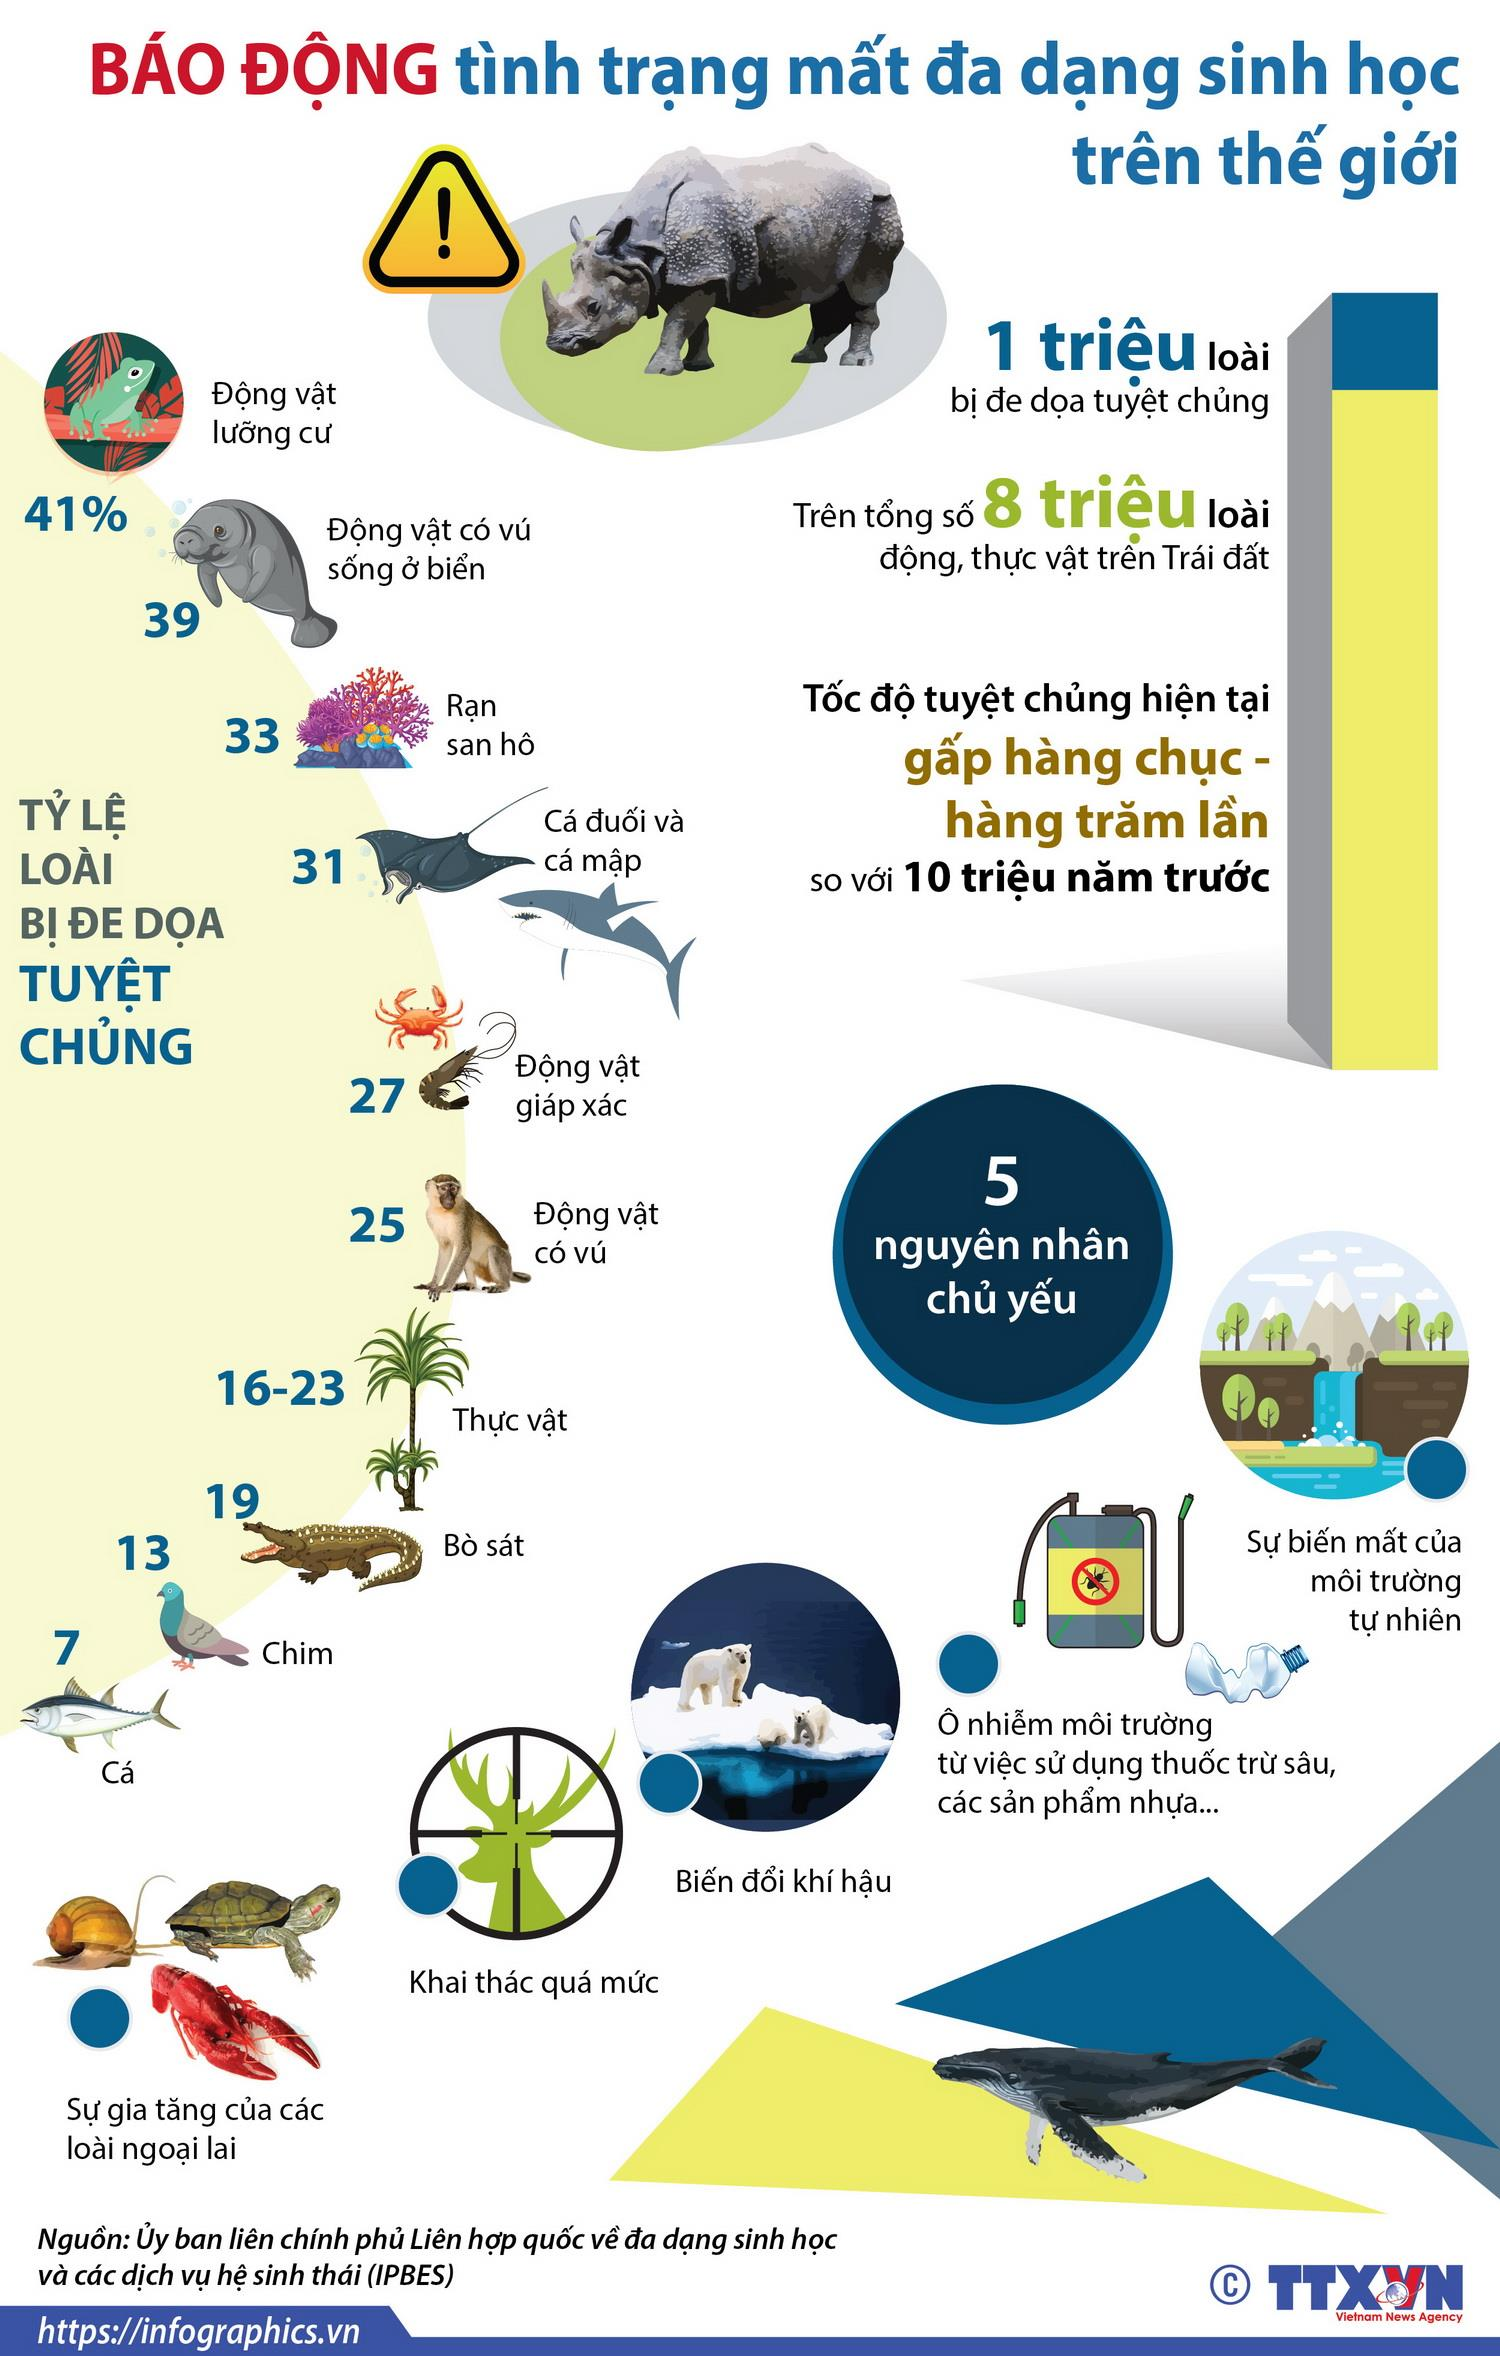 BÁO ĐỘNG tình trạng mất đa dạng sinh học
trên thế giới
1 triệu loài
bị đe dọa tuyệt chủng
Trên tổng số 8 triệu loài
động, thực vật trên Trái đất
Tốc độ tuyệt chủng hiện tại
gấp hàng chục -
hàng trăm lần
so với 10 triệu năm trước
TỶ LỆ
LOÀI
BỊ ĐE DỌA
TUYỆT
CHỦNG
Động vật
lưỡng cư
41%
Động vật có vú
sống ở biển
39
Rạn
san hô
33
Cá đuối và
cá mập
31
Động vật
giáp xác
27
Động vật
có vú
25
16-23
Thực vật
19
Bò sát
13
Chim
7
Cá
5
nguyên nhân
chủ yếu
Sự biến mất của
môi trường
tự nhiên
Ô nhiễm môi trường
từ việc sử dụng thuốc trừ sâu,
các sản phẩm nhựa...
Biến đổi khí hậu
Khai thác quá mức
Sự gia tăng của các
loài ngoại lai
Nguồn: Ủy ban liên chính phủ Liên hợp quốc về đa dạng sinh học
và các dịch vụ hệ sinh thái (IPBES)
© TTXVN
Vietnam News Agency
https://infographics.vn